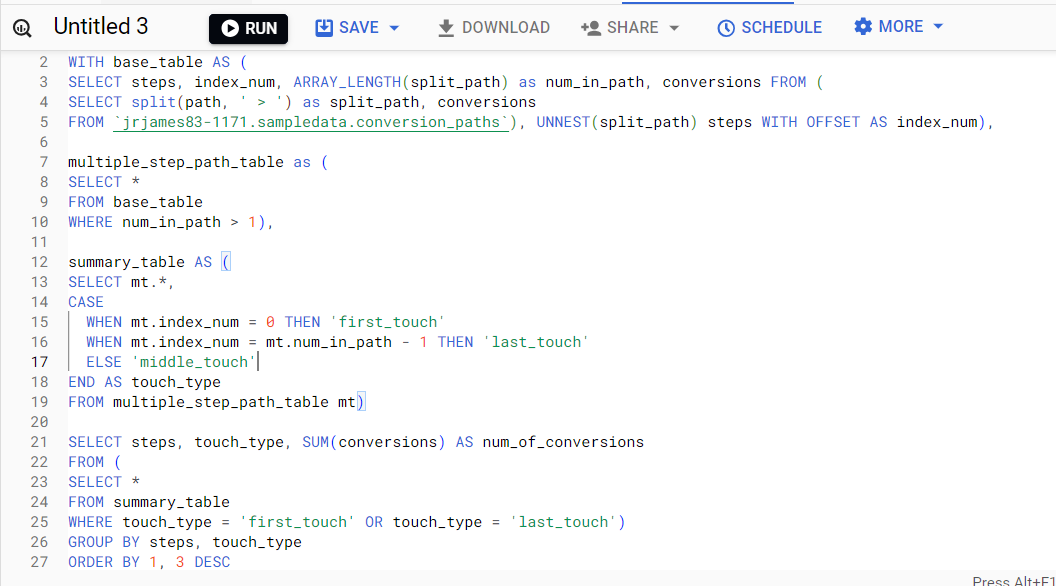 Untitled 3 RUN SAVE DOWNLOAD SHARE SCHEDULE MORE
2 WITH base_table AS (
3 SELECT steps, index_num, ARRAY_LENGTH(split_path) as num_in_path, conversions FROM (
4 SELECT split(path, ' > ') as split_path, conversions
5 FROM `jrjames83-1171.sampledata.conversion_paths`), UNNEST(split_path) steps WITH OFFSET AS index_num),
6
7 multiple_step_path_table as (
8 SELECT *
9 FROM base_table
10 WHERE num_in_path > 1),
11
12 summary_table AS (
13 SELECT mt.*,
14 CASE
15 WHEN mt.index_num = 0 THEN 'first_touch'
16 WHEN mt.index_num = mt.num_in_path - 1 THEN 'last_touch'
17 ELSE 'middle_touch'
18 END AS touch_type
19 FROM multiple_step_path_table mt)
20
21 SELECT steps, touch_type, SUM(conversions) AS num_of_conversions
22 FROM (
23 SELECT *
24 FROM summary_table
25 WHERE touch_type = 'first_touch' OR touch_type = 'last_touch')
26 GROUP BY steps, touch_type
27 ORDER BY 1, 3 DESC
Press Alt+F1